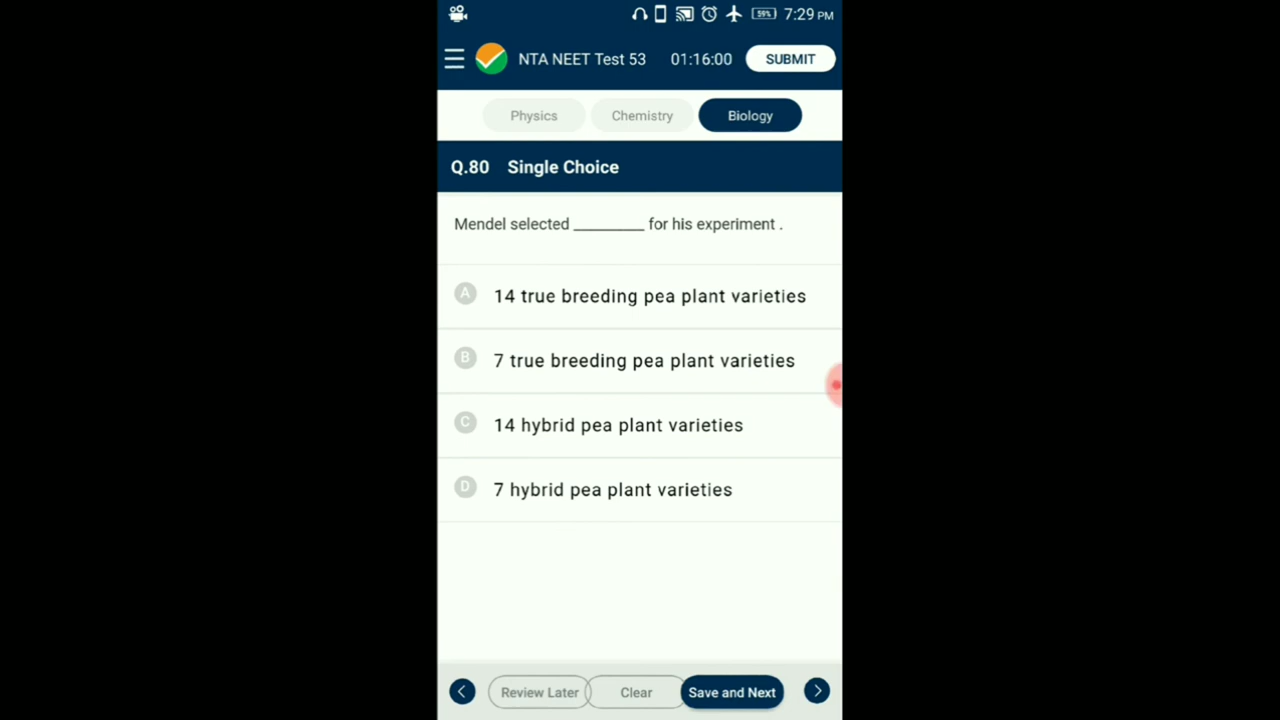 59% 7:29 PM
NTA NEET Test 53 01:16:00 SUBMIT
Physics Chemistry Biology
Q.80 Single Choice
Mendel selected ________ for his experiment .
A 14 true breeding pea plant varieties
B 7 true breeding pea plant varieties
C 14 hybrid pea plant varieties
D 7 hybrid pea plant varieties
Review Later Clear Save and Next